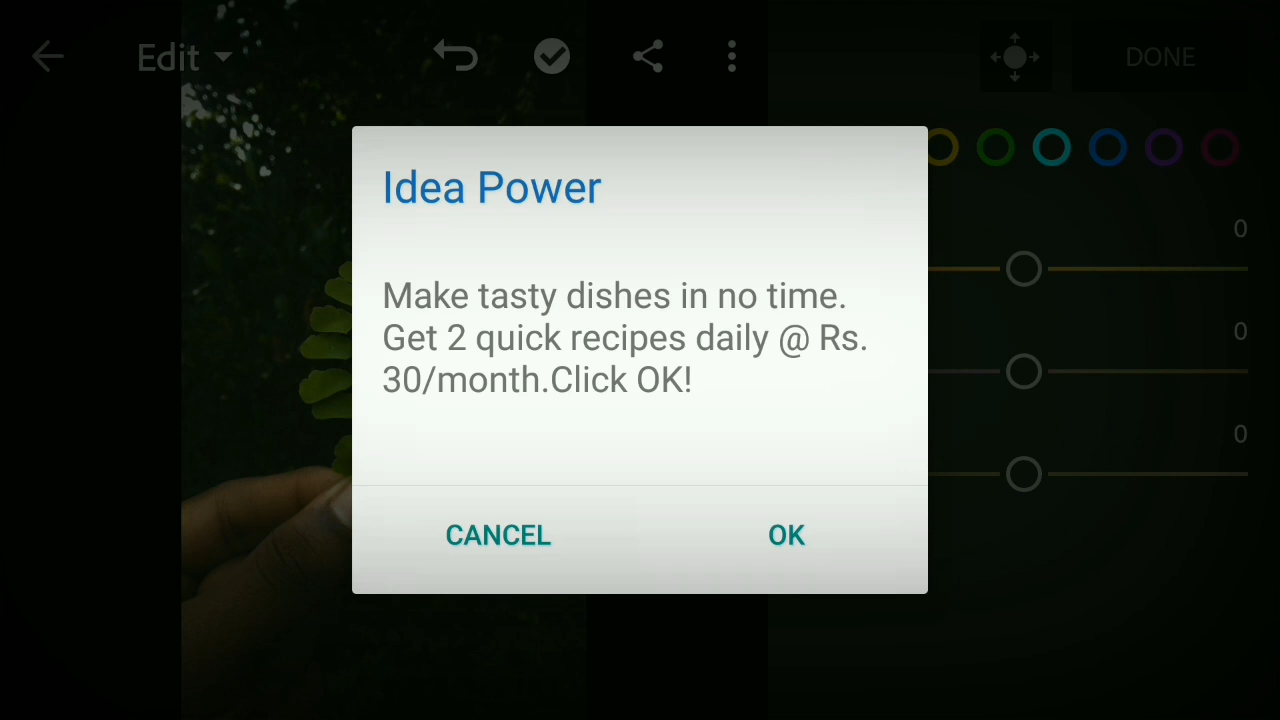 Edit
DONE
Idea Power
0
Make tasty dishes in no time.
Get 2 quick recipes daily @ Rs.
30/month.Click OK!
0
0
CANCEL
OK